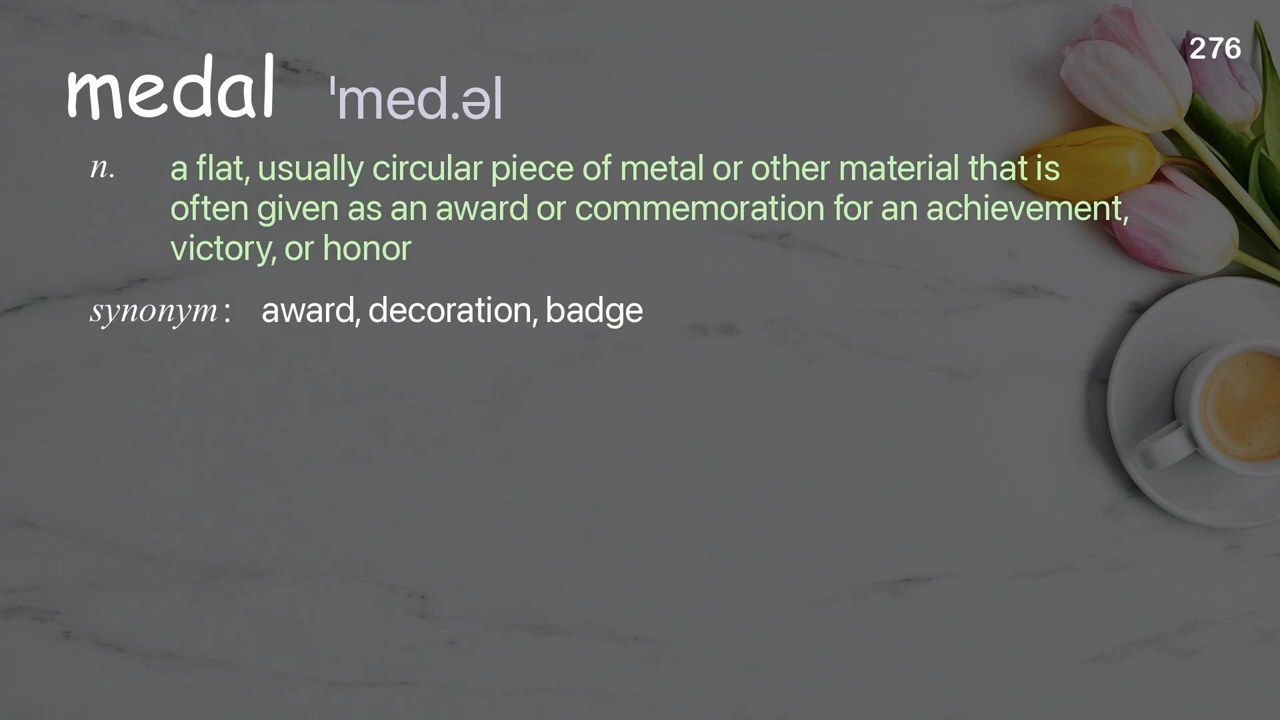 276
medal ˈmed.əl
n. a flat, usually circular piece of metal or other material that is
often given as an award or commemoration for an achievement,
victory, or honor
synonym: award, decoration, badge